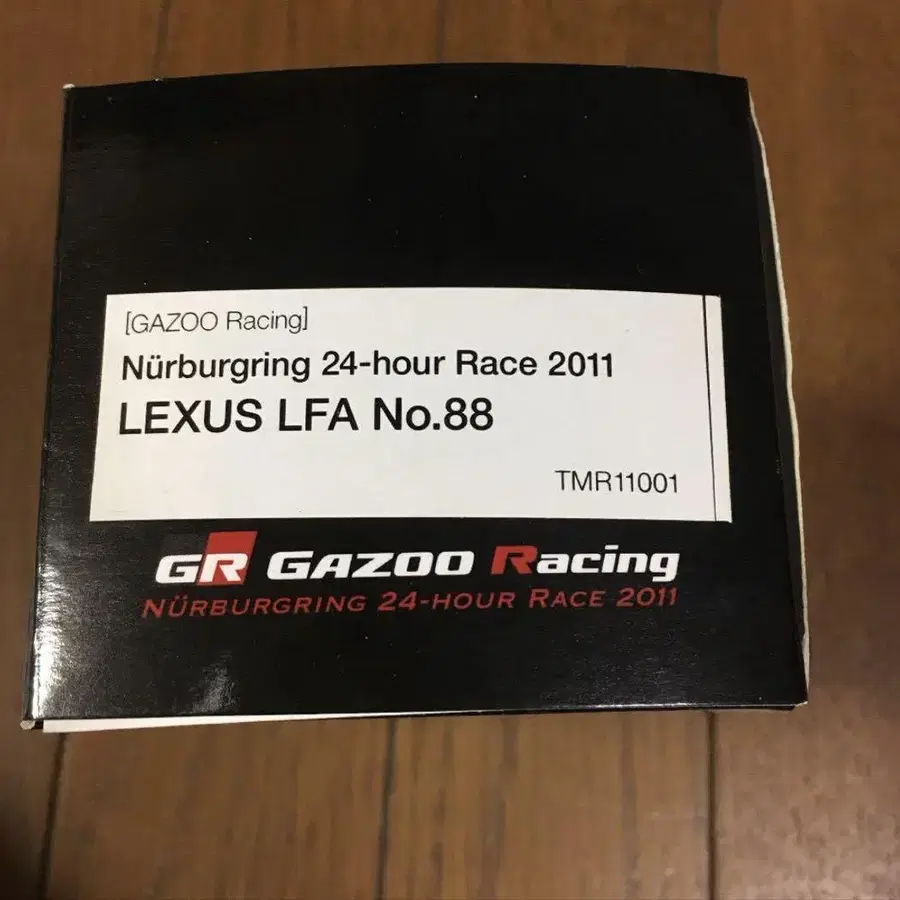 [GAZOO Racing]
Nürburgring 24-hour Race 2011
LEXUS LFA No.88
TMR11001
GR GAZOO Racing
NÜRBURGRING 24-HOUR RACE 2011